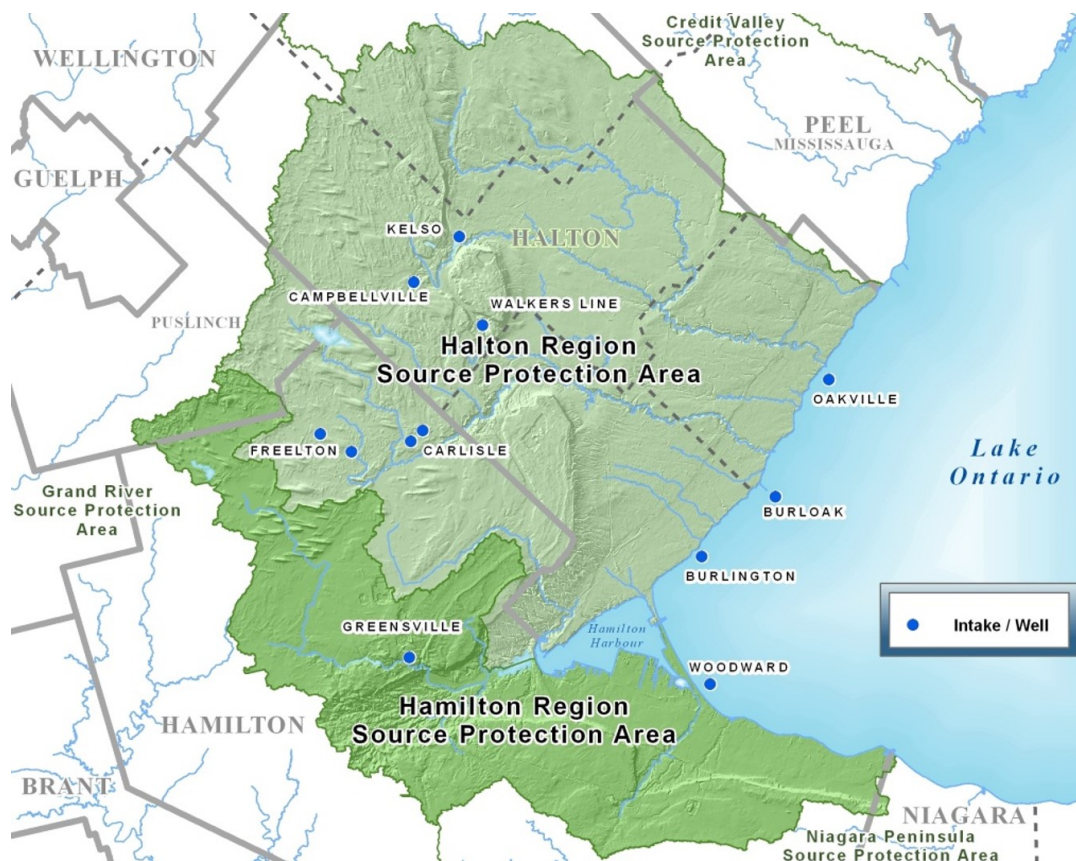 Credit Valley
Source Protection
Area
WELLINGTON
PEEL
MISSISSAUGA
GUELPH
KELSO
HALTON
CAMPBELLVILLE
WALKERS LINE
PUSLINCH
Halton Region
Source Protection Area
OAKVILLE
FREELTON
CARLISLE
Lake
Ontario
Grand River
Source Protection
Area
BURLOAK
BURLINGTON
Intake / Well
GREENSVILLE
Hamilton
Harbour
WOODWARD
Hamilton Region
Source Protection Area
HAMILTON
BRANT
NIAGARA
Niagara Peninsula
Source Protection Area